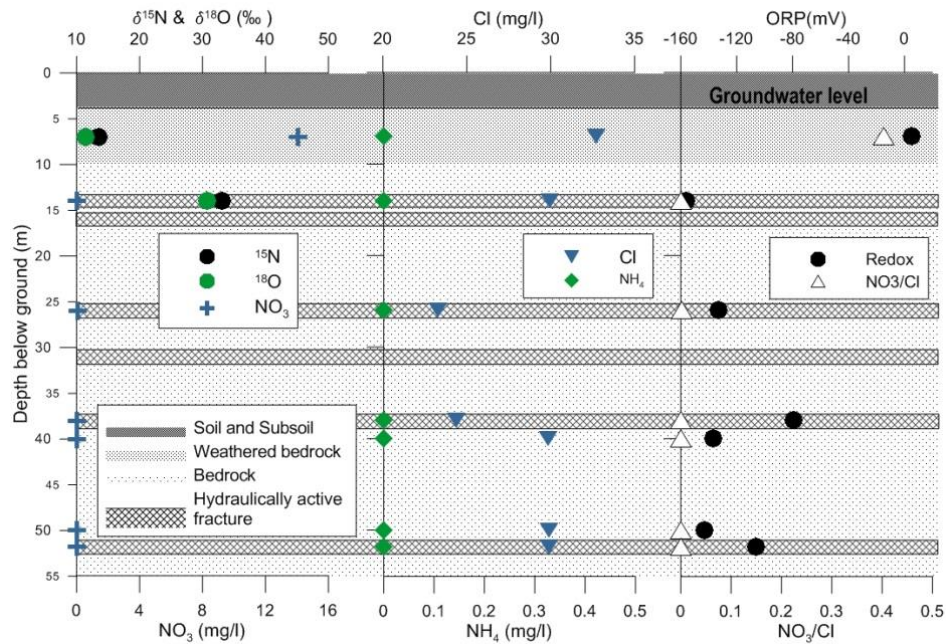 δ¹⁵N & δ¹⁸O (‰) Cl (mg/l) ORP(mV)
10 20 30 40 50 20 25 30 35 -160 -120 -80 -40 0
0
Groundwater level
5
10
15
20
¹⁵N Cl Redox
¹⁸O NH₄ NO3/Cl
NO₃
25
30
35
Soil and Subsoil
Weathered bedrock
40
Bedrock
Hydraulically active
fracture
45
50
55
Depth below ground (m)
0 4 8 12 16 0 0.1 0.2 0.3 0.4 0.5 0 0.1 0.2 0.3 0.4 0.5
NO₃ (mg/l) NH₄ (mg/l) NO₃/Cl